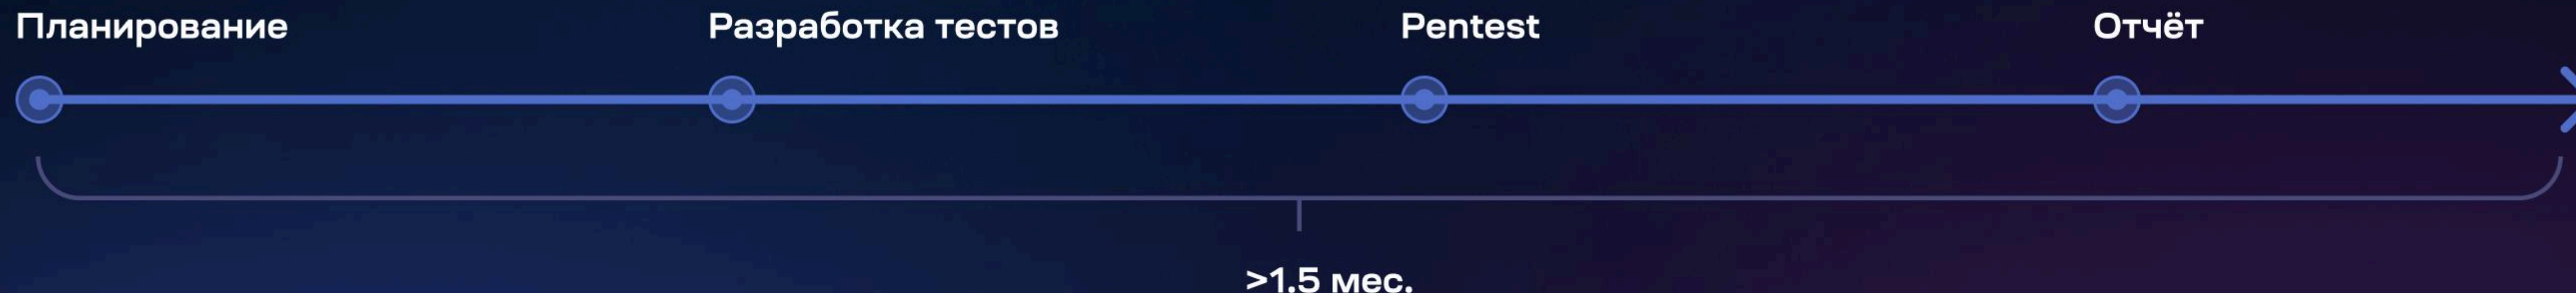 Планирование
Разработка тестов
Pentest
Отчёт
>1.5 мес.